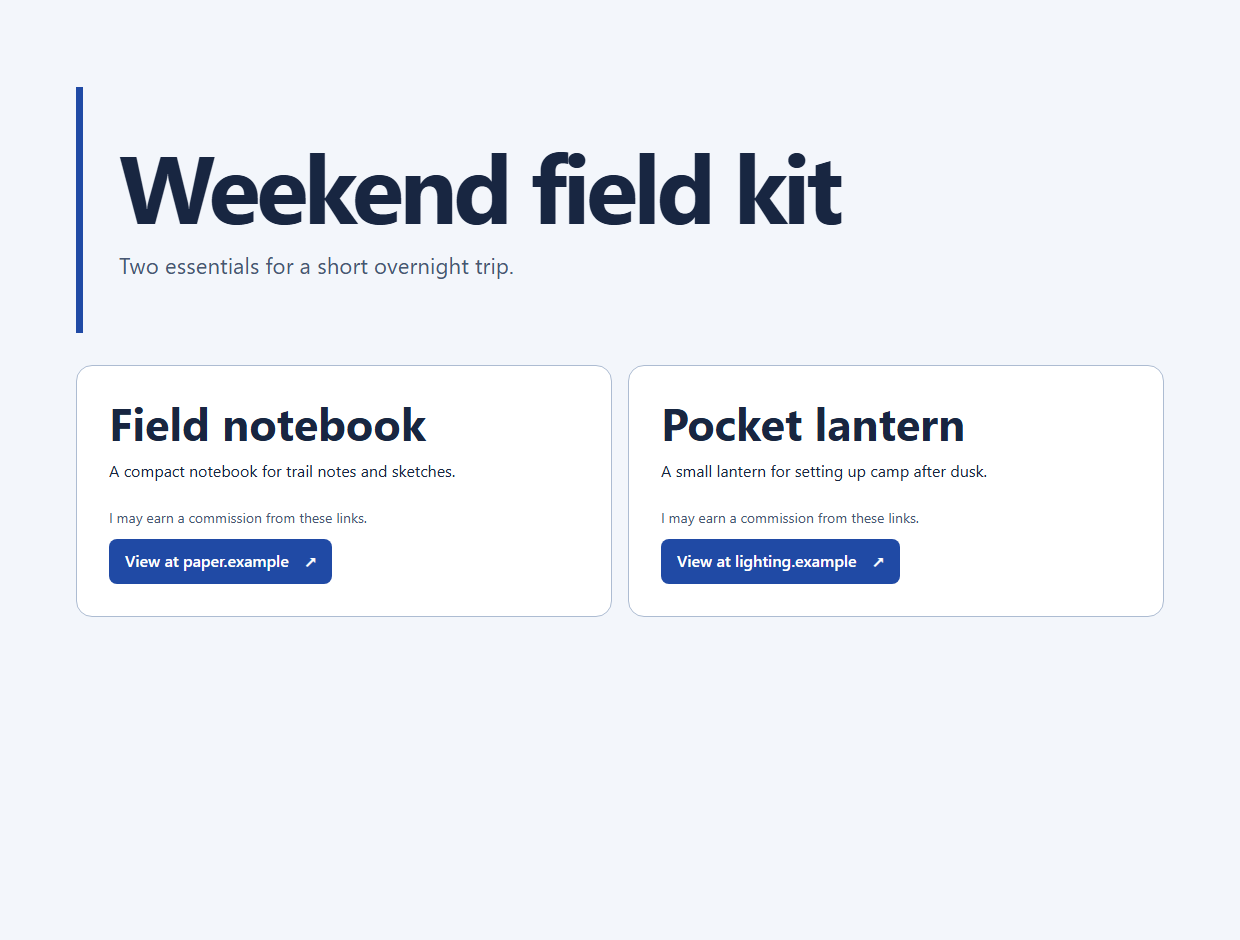 Weekend field kit
Two essentials for a short overnight trip.
Field notebook
A compact notebook for trail notes and sketches.
I may earn a commission from these links.
View at paper.example ↗
Pocket lantern
A small lantern for setting up camp after dusk.
I may earn a commission from these links.
View at lighting.example ↗